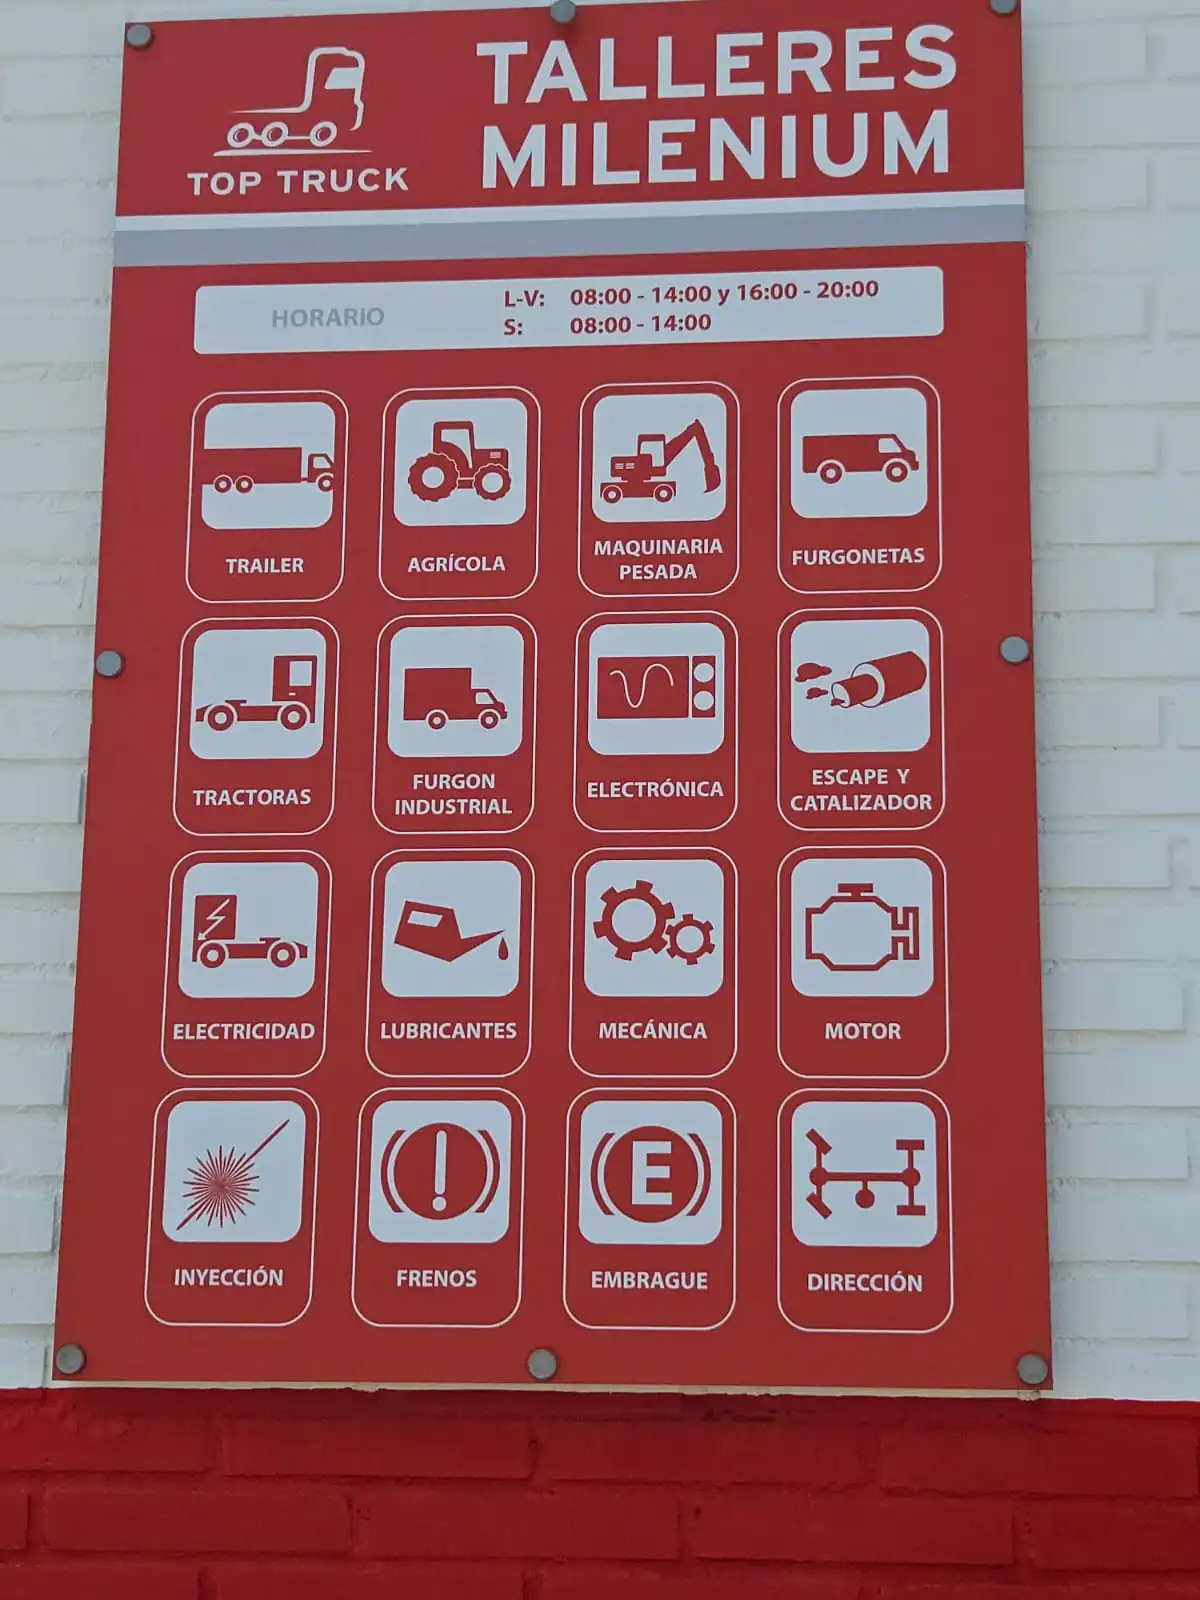 TALLERES
MILENIUM
TOP TRUCK
HORARIO
L-V: 08:00 - 14:00 y 16:00 - 20:00
S: 08:00 - 14:00
TRAILER
AGRÍCOLA
MAQUINARIA
PESADA
FURGONETAS
TRACTORAS
FURGON
INDUSTRIAL
ELECTRÓNICA
ESCAPE Y
CATALIZADOR
ELECTRICIDAD
LUBRICANTES
MECÁNICA
MOTOR
INYECCIÓN
FRENOS
E
EMBRAGUE
DIRECCIÓN